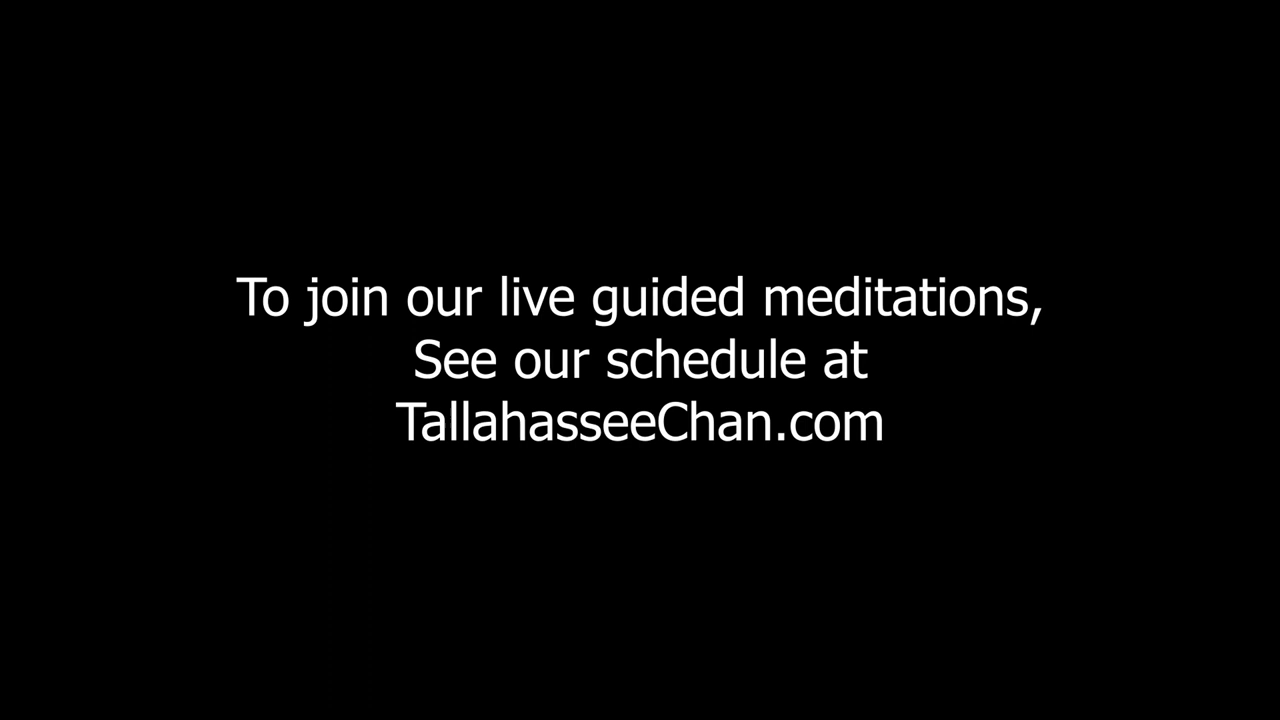 To join our live guided meditations,
See our schedule at
TallahasseeChan.com